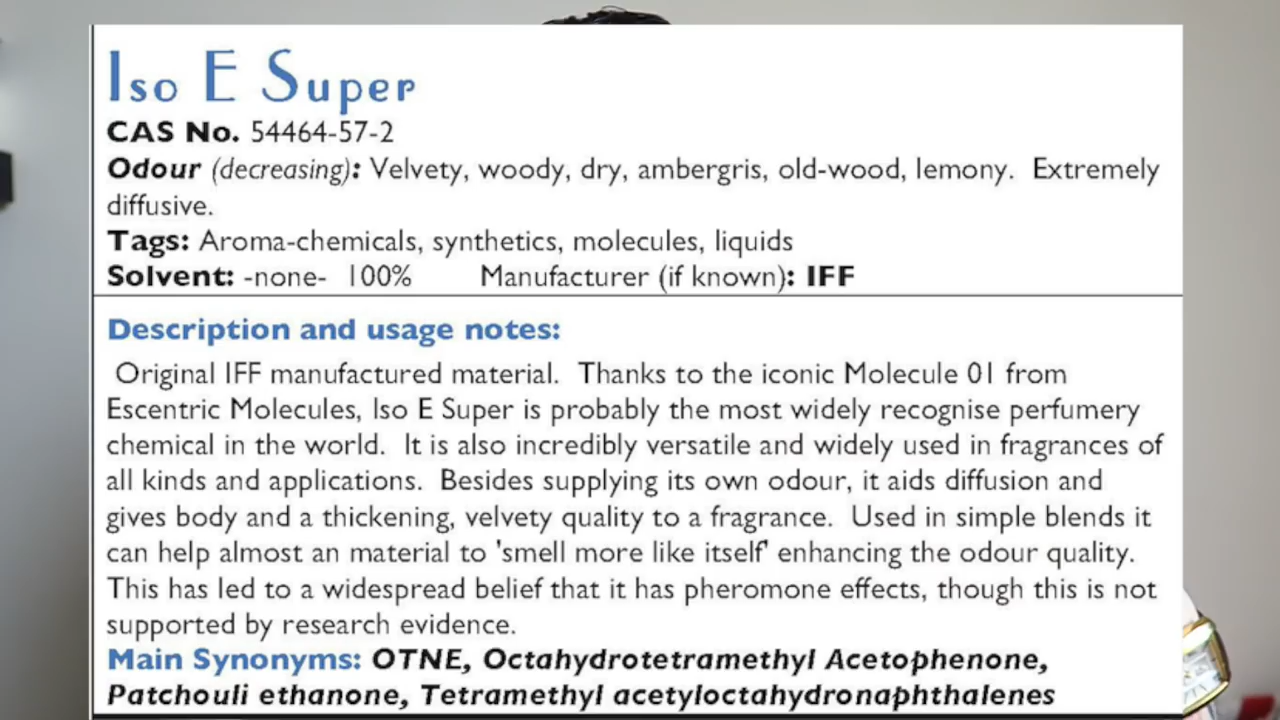 Iso E Super
CAS No. 54464-57-2
Odour (decreasing): Velvety, woody, dry, ambergris, old-wood, lemony. Extremely
diffusive.
Tags: Aroma-chemicals, synthetics, molecules, liquids
Solvent: -none- 100% Manufacturer (if known): IFF
Description and usage notes:
Original IFF manufactured material. Thanks to the iconic Molecule 01 from
Escentric Molecules, Iso E Super is probably the most widely recognise perfumery
chemical in the world. It is also incredibly versatile and widely used in fragrances of
all kinds and applications. Besides supplying its own odour, it aids diffusion and
gives body and a thickening, velvety quality to a fragrance. Used in simple blends it
can help almost an material to 'smell more like itself' enhancing the odour quality.
This has led to a widespread belief that it has pheromone effects, though this is not
supported by research evidence.
Main Synonyms: OTNE, Octahydrotetramethyl Acetophenone,
Patchouli ethanone, Tetramethyl acetyloctahydronaphthalenes